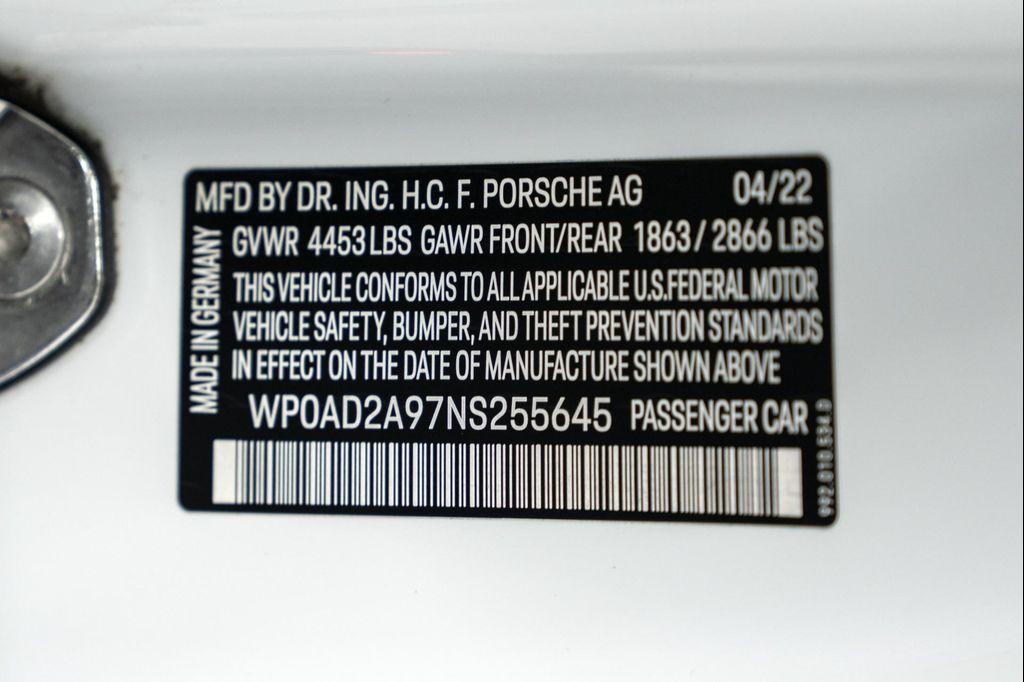 MFD BY DR. ING. H.C. F. PORSCHE AG 04/22
GVWR 4453 LBS GAWR FRONT/REAR 1863 / 2866 LBS
THIS VEHICLE CONFORMS TO ALL APPLICABLE U.S.FEDERAL MOTOR
VEHICLE SAFETY, BUMPER, AND THEFT PREVENTION STANDARDS
IN EFFECT ON THE DATE OF MANUFACTURE SHOWN ABOVE
WP0AD2A97NS255645 PASSENGER CAR
MADE IN GERMANY